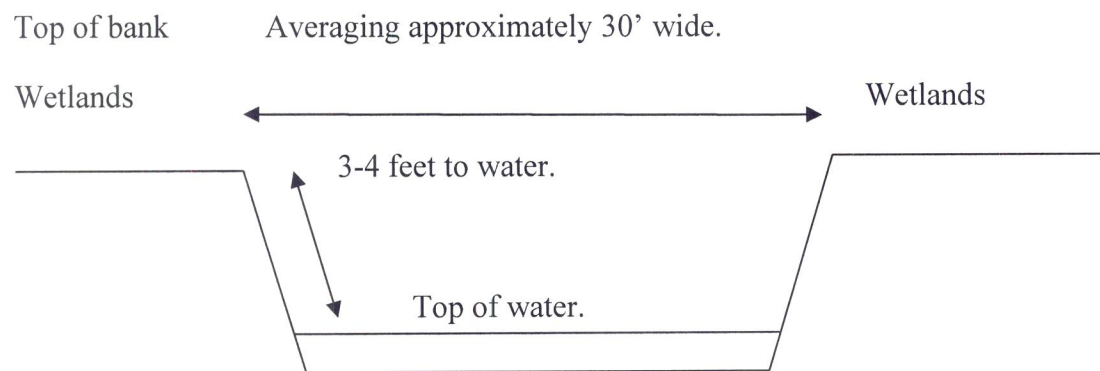 Top of bank Averaging approximately 30’ wide.
Wetlands Wetlands
3-4 feet to water.
Top of water.